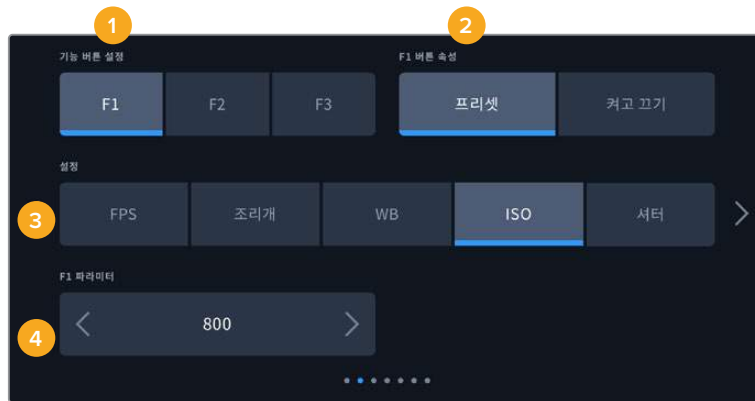 1 2
기능 버튼 설정 F1 버튼 속성
F1 F2 F3 프리셋 켜고 끄기
설정
3 FPS 조리개 WB ISO 셔터
F1 파라미터
4 800